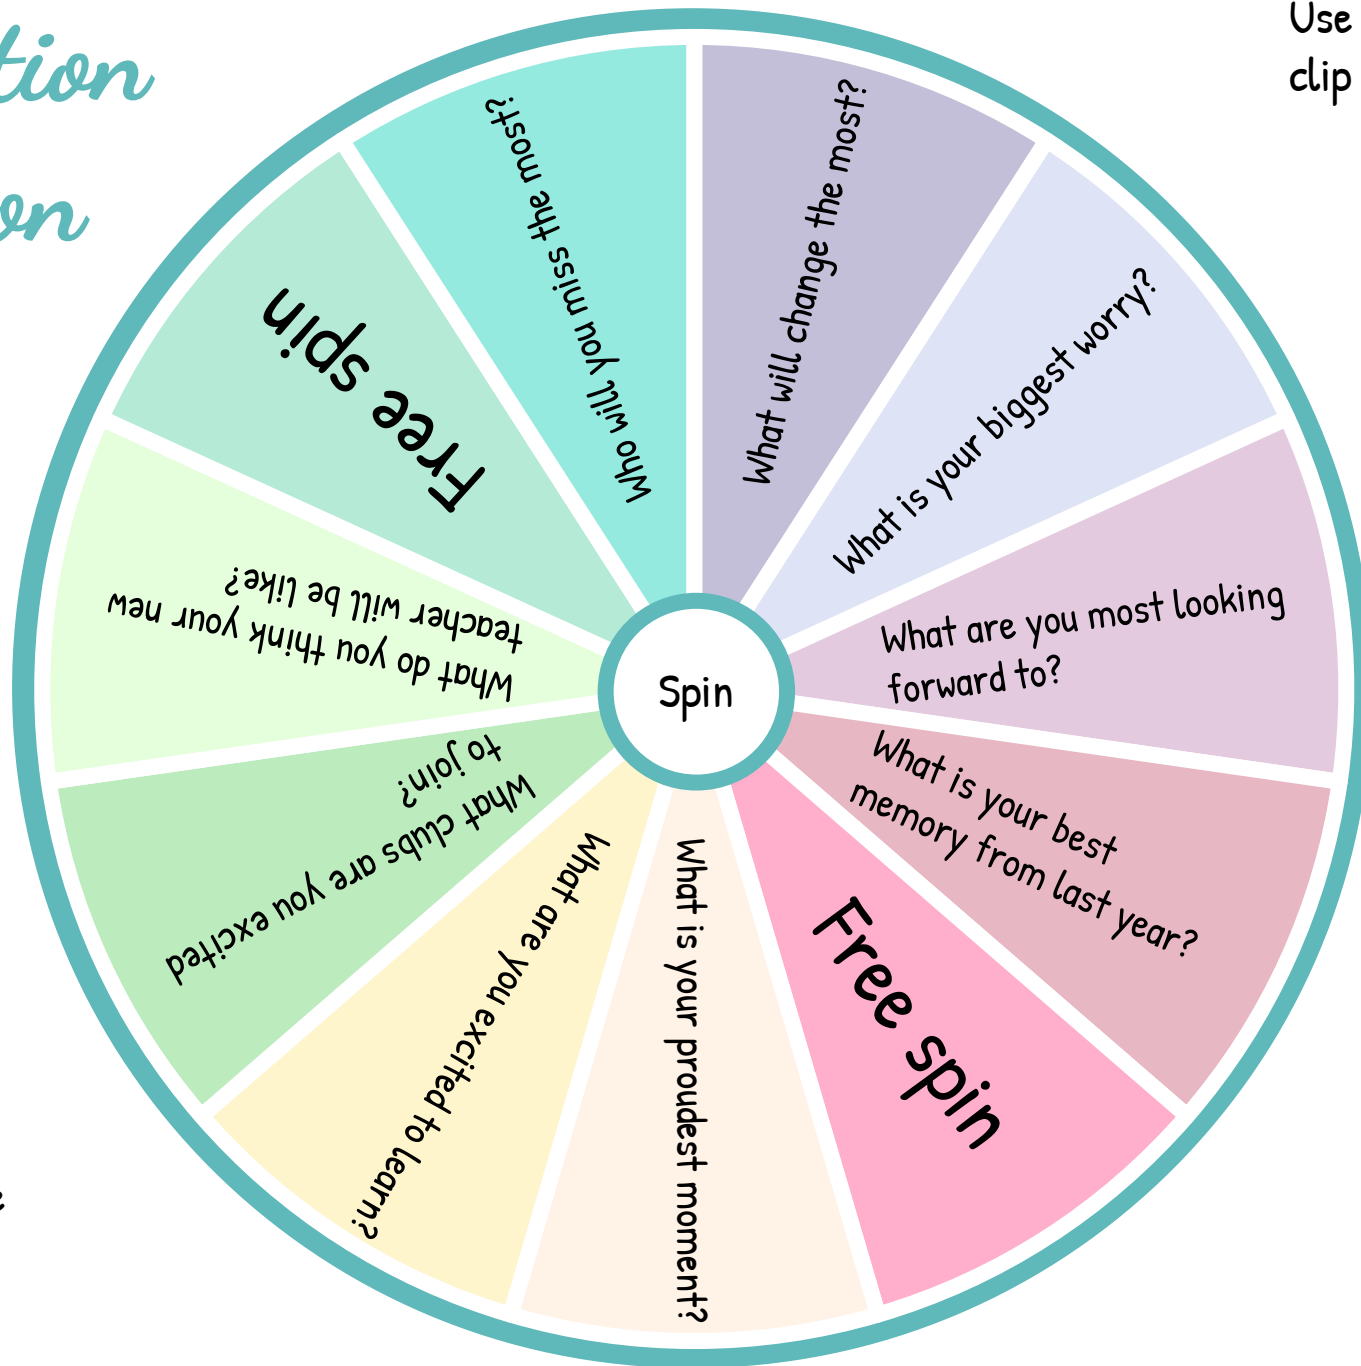 tion
on
Use
clip
What will change the most?
What is your biggest worry?
What are you most looking
forward to?
What is your best
memory from last year?
Free spin
What is your proudest moment?
What are you excited to learn?
What clubs are you excited
to join?
What do you think your new
teacher will be like?
Free spin
Who will you miss the most?
Spin